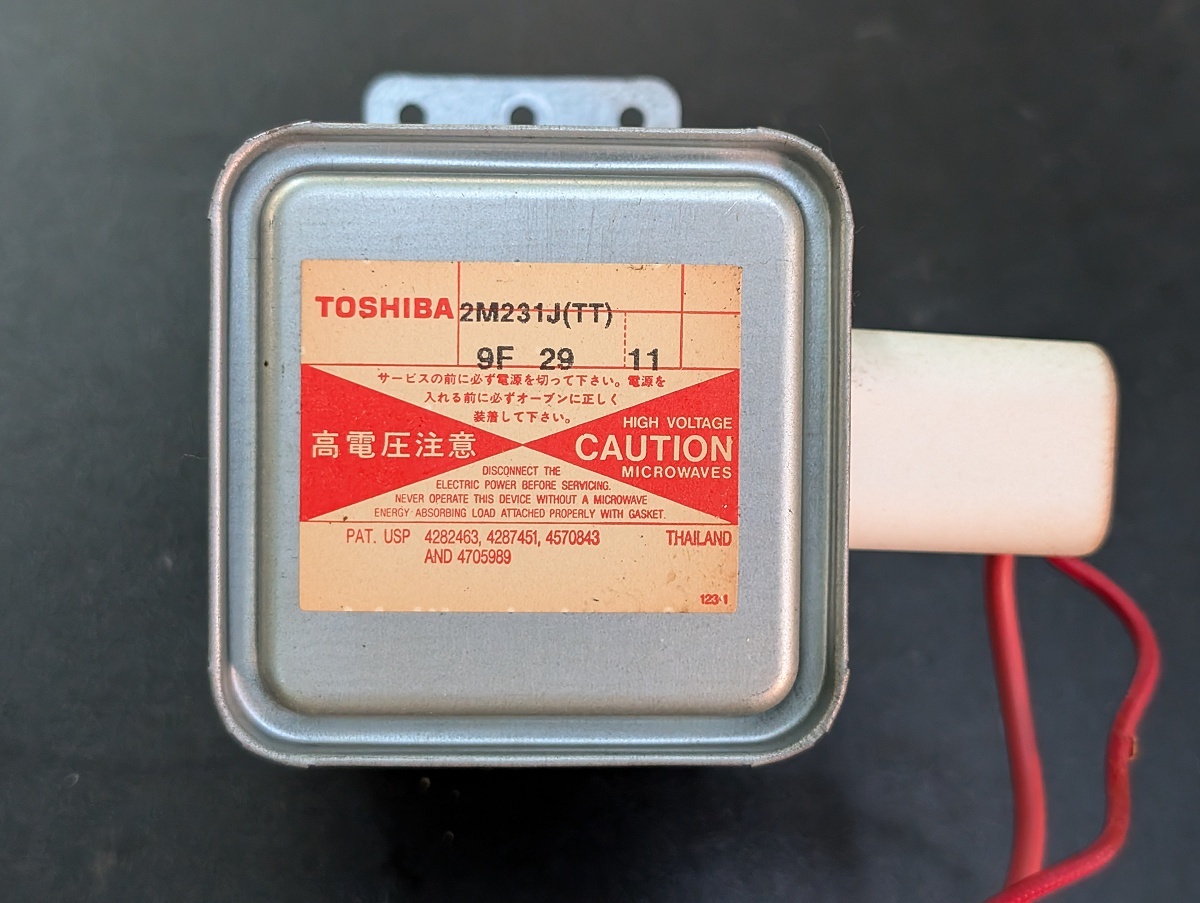 TOSHIBA 2M231J(TT)
9F 29 11
サービスの前に必ず電源を切って下さい。電源を
入れる前に必ずオーブンに正しく
装着して下さい。
高電圧注意
HIGH VOLTAGE
CAUTION
MICROWAVES
DISCONNECT THE
ELECTRIC POWER BEFORE SERVICING.
NEVER OPERATE THIS DEVICE WITHOUT A MICROWAVE
ENERGY ABSORBING LOAD ATTACHED PROPERLY WITH GASKET.
PAT. USP 4282463, 4287451, 4570843 THAILAND
AND 4705989
123-1